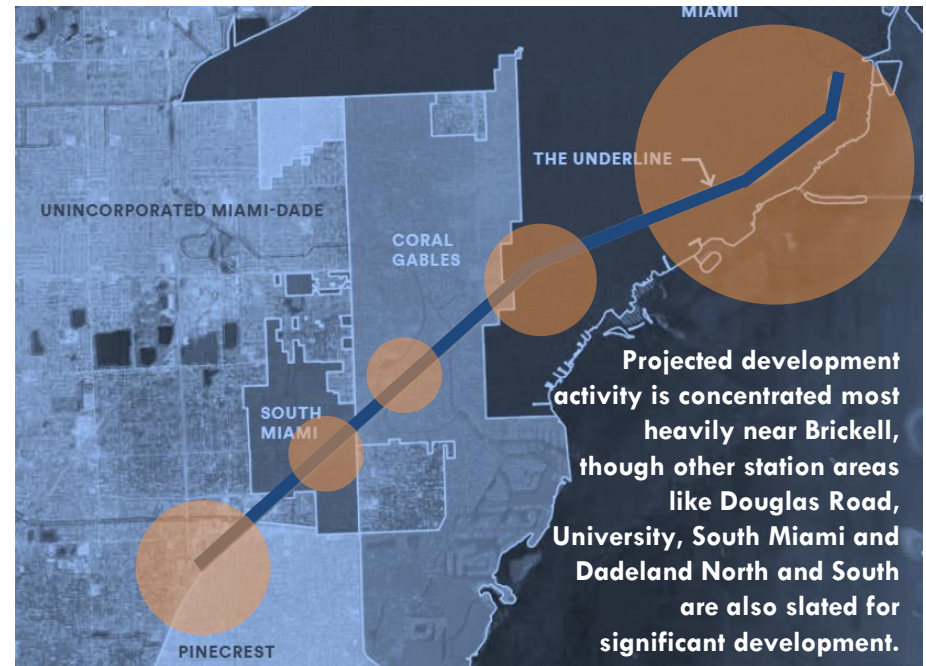 MIAMI
THE UNDERLINE
UNINCORPORATED MIAMI-DADE
CORAL
GABLES
SOUTH
MIAMI
PINECREST
Projected development
activity is concentrated most
heavily near Brickell,
though other station areas
like Douglas Road,
University, South Miami and
Dadeland North and South
are also slated for
significant development.